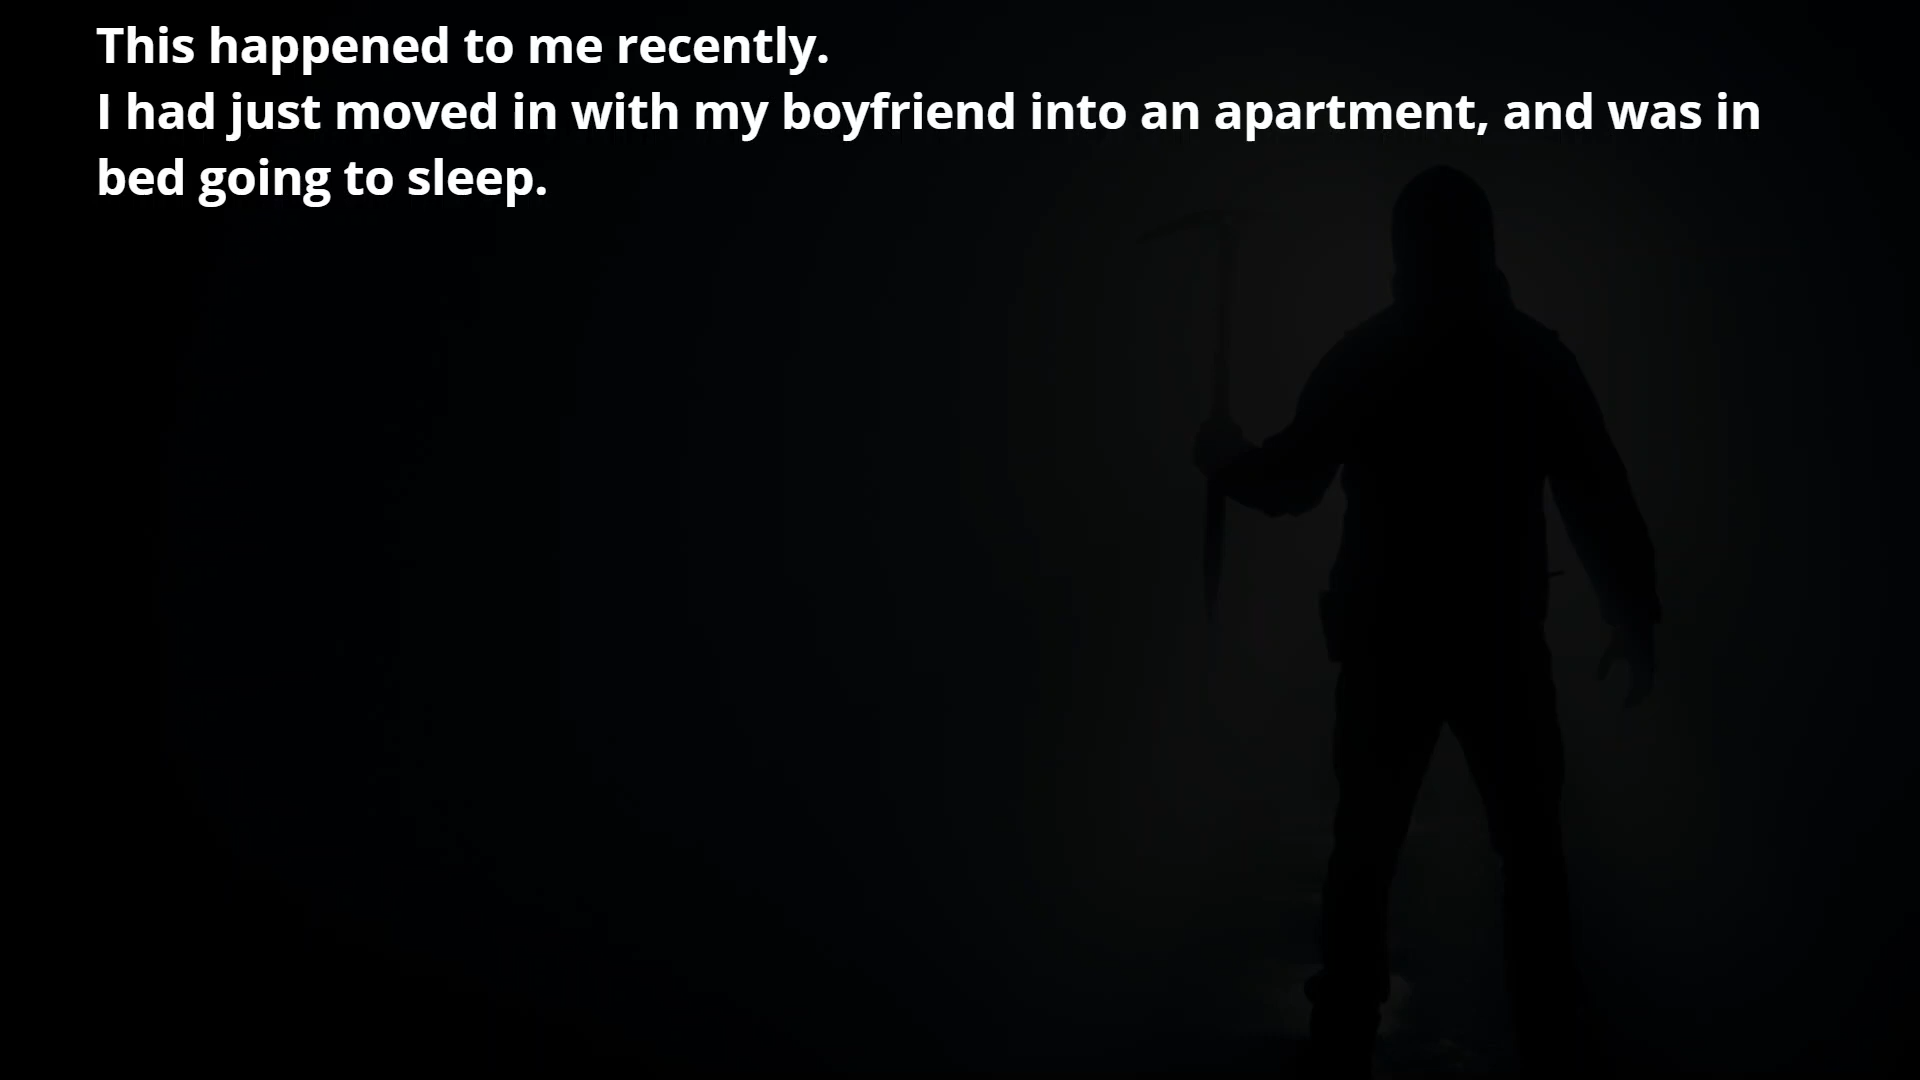 This happened to me recently.
I had just moved in with my boyfriend into an apartment, and was in
bed going to sleep.